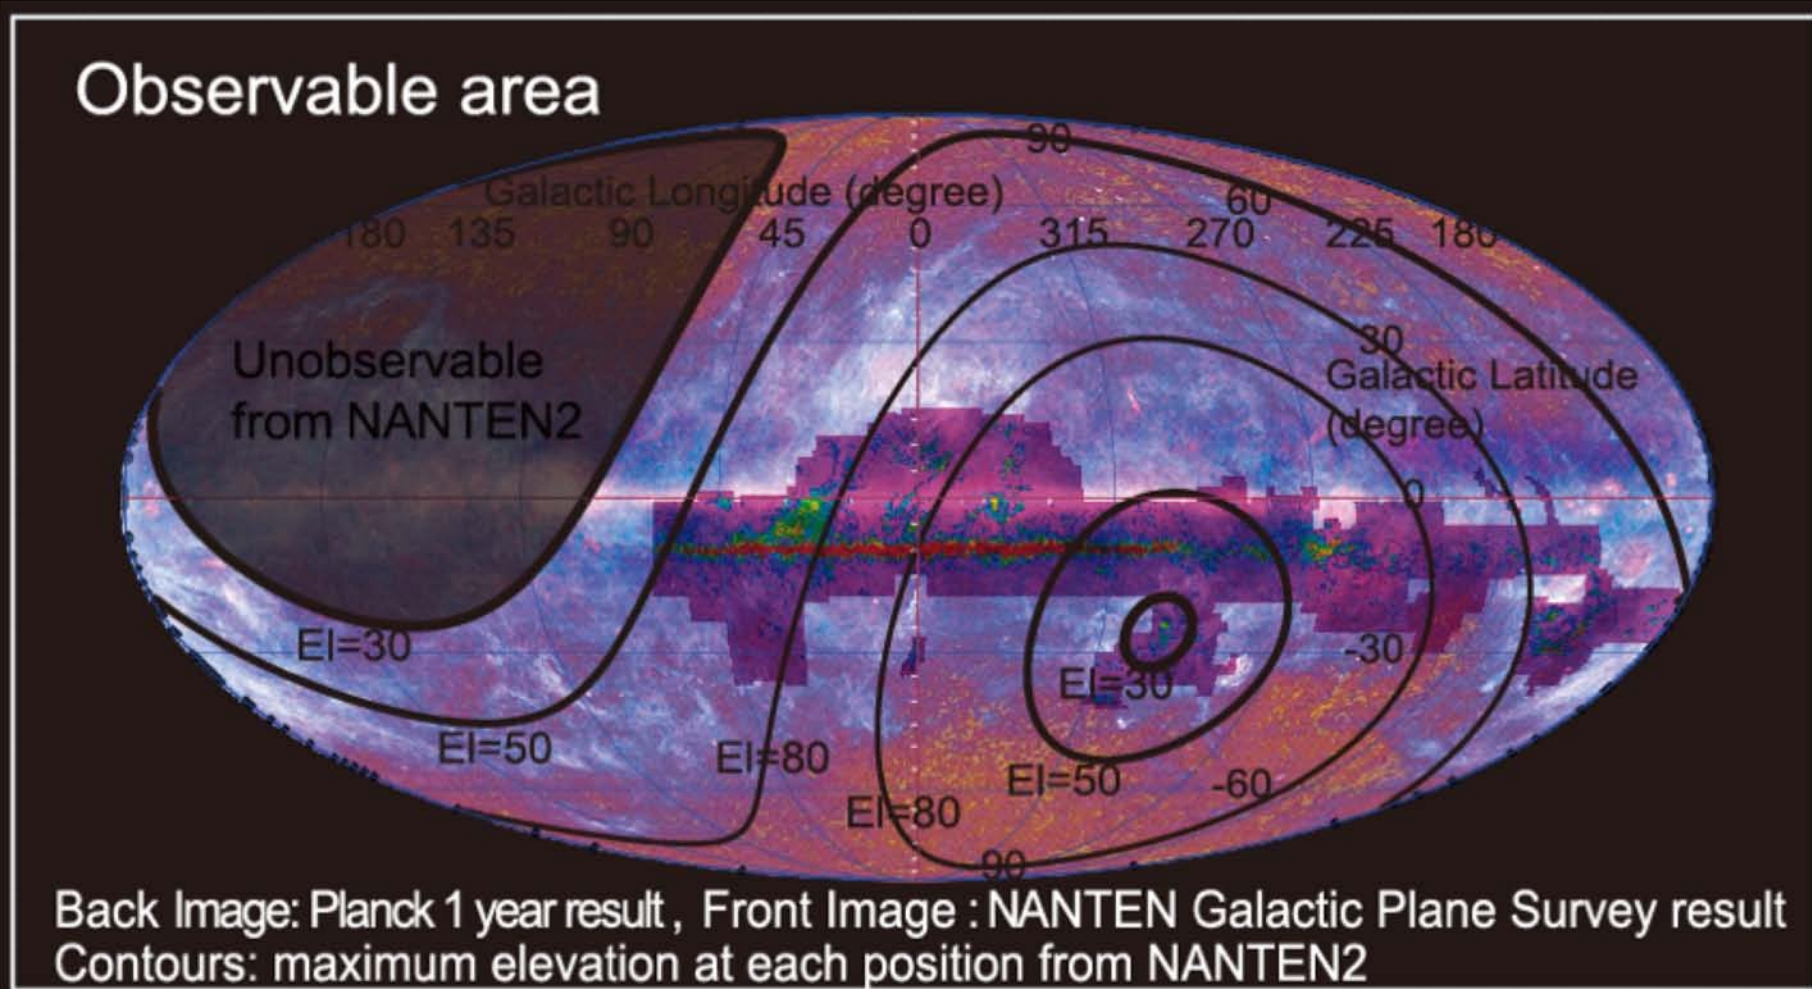 Observable area
90
Galactic Longitude (degree)
60
180 135 90 45 0 315 270 225 180
30
Unobservable
from NANTEN2
Galactic Latitude
(degree)
0
El=30
-30
El=30
El=50
El=80
El=50
-60
El=80
90
Back Image: Planck 1 year result, Front Image : NANTEN Galactic Plane Survey result
Contours: maximum elevation at each position from NANTEN2